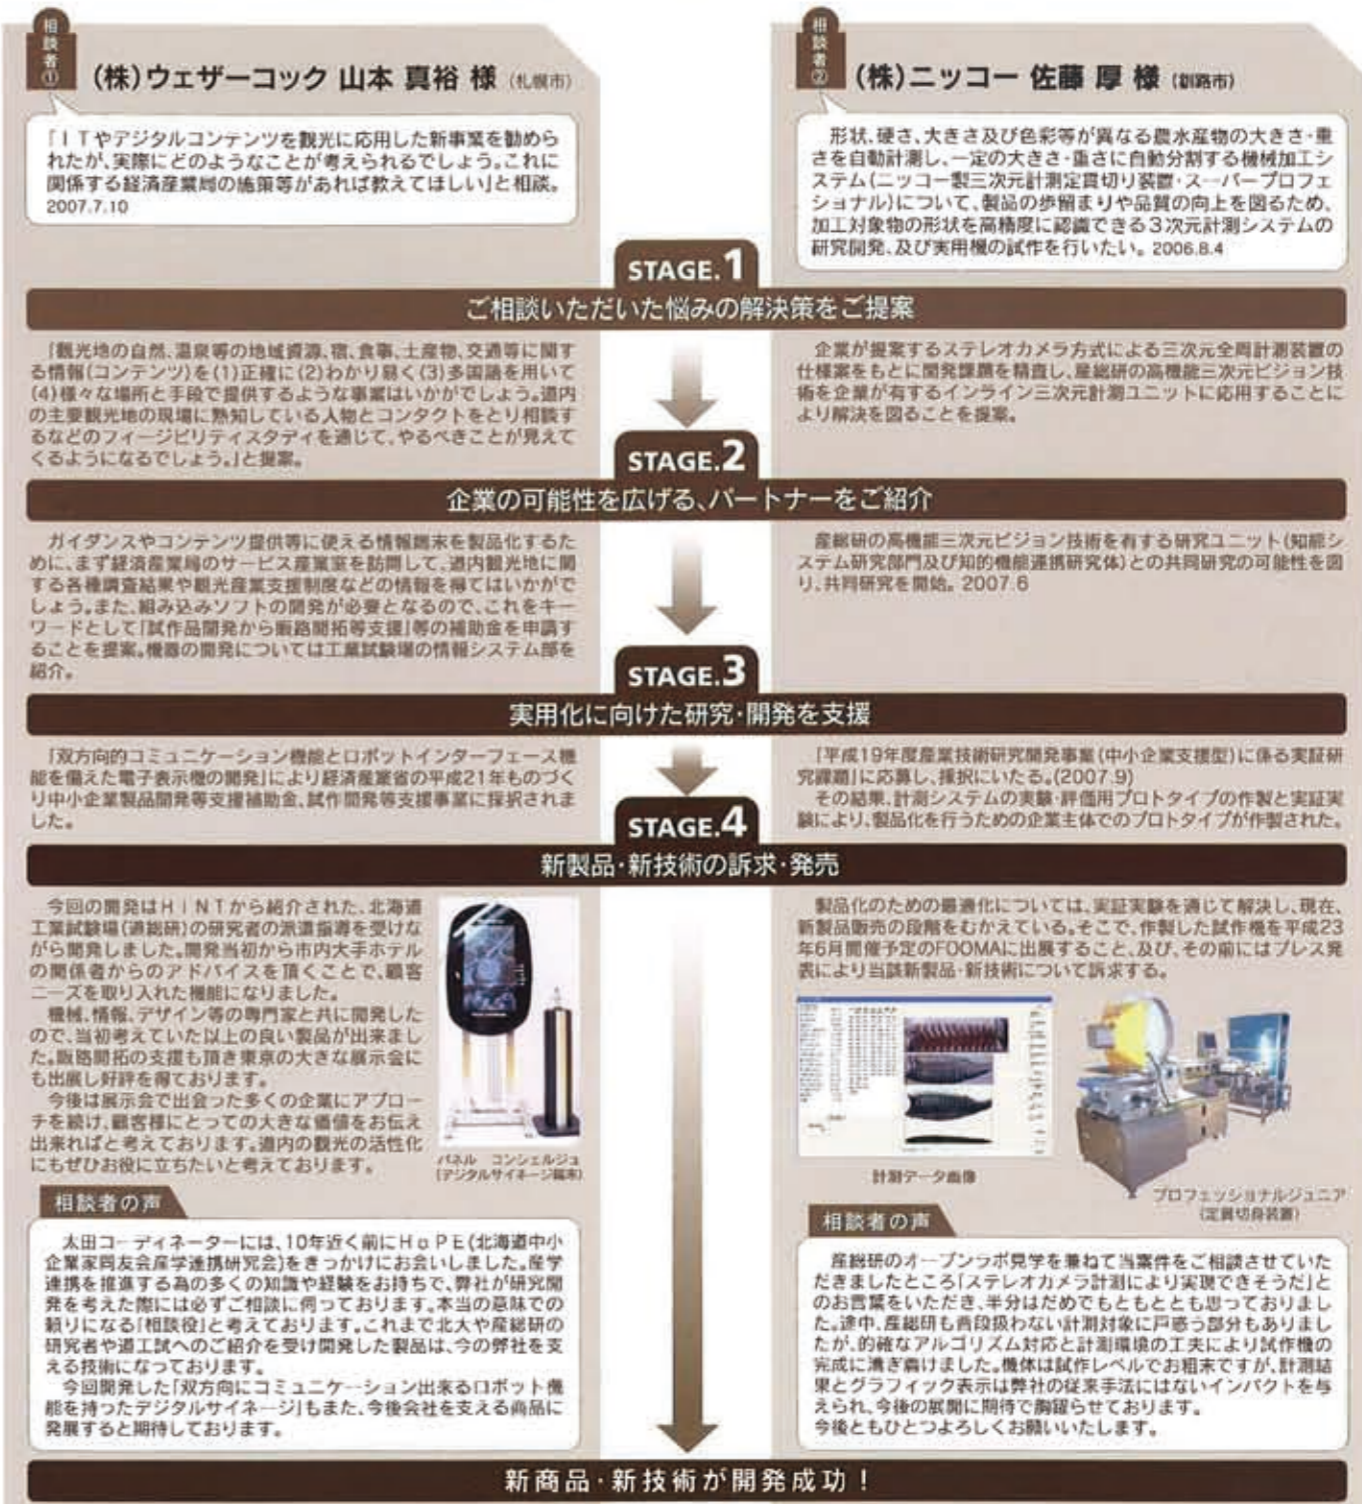 相談者①
(株)ウェザーコック 山本 真裕 様 (札幌市)
「ITやデジタルコンテンツを観光に応用した新事業を勧めら
れたが、実際にどのようなことが考えられるでしょう。これに
関係する経済産業局の施策等があれば教えてほしい」と相談。
2007.7.10
相談者②
(株)ニッコー 佐藤 厚 様 (釧路市)
形状、硬さ、大きさ及び色彩等が異なる農水産物の大きさ・重
さを自動計測し、一定の大きさ・重さに自動分割する機械加工シ
ステム(ニッコー製三次元計測定貫切り装置・スーパープロフェ
ショナル)について、製品の歩留まりや品質の向上を図るため、
加工対象物の形状を高精度に認識できる3次元計測システムの
研究開発、及び実用機の試作を行いたい。2006.8.4
STAGE.1
ご相談いただいた悩みの解決策をご提案
「観光地の自然、温泉等の地域資源、宿、食事、土産物、交通等に関す
る情報(コンテンツ)を(1)正確に(2)わかり易く(3)多国語を用いて
(4)様々な場所と手段で提供するような事業はいかがでしょう。道内
の主要観光地の現場に熟知している人物とコンタクトをとり相談す
るなどのフィージビリティスタディを通じて、やるべきことが見えて
くるようになるでしょう。」と提案。
企業が提案するステレオカメラ方式による三次元全周計測装置の
仕様案をもとに開発課題を精査し、産総研の高機能三次元ビジョン技
術を企業が有するインライン三次元計測ユニットに応用することに
より解決を図ることを提案。
STAGE.2
企業の可能性を広げる、パートナーをご紹介
ガイダンスやコンテンツ提供等に使える情報端末を製品化するた
めに、まず経済産業局のサービス産業室を訪問して、道内観光地に関
する各種調査結果や観光産業支援制度などの情報を得てはいかがで
しょう。また、組み込みソフトの開発が必要となるので、これをキー
ワードとして「試作品開発から販路開拓等支援」等の補助金を申請す
ることを提案。機器の開発については工業試験場の情報システム部を
紹介。
産総研の高機能三次元ビジョン技術を有する研究ユニット(知能シ
ステム研究部門及び知的機能連携研究体)との共同研究の可能性を図
り、共同研究を開始。2007.6
STAGE.3
実用化に向けた研究・開発を支援
「双方向的コミュニケーション機能とロボットインターフェース機
能を備えた電子表示機の開発」により経済産業省の平成21年ものづく
り中小企業製品開発等支援補助金、試作開発等支援事業に採択されま
した。
「平成19年度産業技術研究開発事業(中小企業支援型)に係る実証研
究課題」に応募し、採択にいたる。(2007.9)
その結果、計測システムの実験・評価用プロトタイプの作製と実証実
験により、製品化を行うための企業主体でのプロトタイプが作製された。
STAGE.4
新製品・新技術の訴求・発売
今回の開発はHINTから紹介された、北海道
工業試験場(道総研)の研究者の派遣指導を受けな
がら開発しました。開発当初から市内大手ホテル
の関係者からのアドバイスを頂くことで、顧客
ニーズを取り入れた機能になりました。
機械、情報、デザイン等の専門家と共に開発した
ので、当初考えていた以上の良い製品が出来まし
た。販路開拓の支援も頂き東京の大きな展示会に
も出展し好評を得ております。
今後は展示会で出会った多くの企業にアプロー
チを続け、顧客様にとっての大きな価値をお伝え
出来ればと考えております。道内の観光の活性化
にもぜひお役に立ちたいと考えております。
パネル コンシェルジュ
(デジタルサイネージ端末)
製品化のための最適化については、実証実験を通じて解決し、現在、
新製品販売の段階をむかえている。そこで、作製した試作機を平成23
年6月開催予定のFOOMAに出展すること、及び、その前にはプレス発
表により当該新製品・新技術について訴求する。
計測データ画像
プロフェッショナルジュニア
(定貫切身装置)
相談者の声
太田コーディネーターには、10年近く前にHoPE(北海道中小
企業家同友会産学連携研究会)をきっかけにお会いしました。産学
連携を推進する為の多くの知識や経験をお持ちで、弊社が研究開
発を考えた際には必ずご相談に伺っております。本当の意味での
頼りになる「相談役」と考えております。これまで北大や産総研の
研究者や道工試へのご紹介を受け開発した製品は、今の弊社を支
える技術になっております。
今回開発した「双方向にコミュニケーション出来るロボット機
能を持ったデジタルサイネージ」もまた、今後会社を支える商品に
発展すると期待しております。
相談者の声
産総研のオープンラボ見学を兼ねて当案件をご相談させていた
だきましたところ「ステレオカメラ計測により実現できそうだ」と
のお言葉をいただき、半分はだめでもともととも思っておりまし
た。途中、産総研も普段扱わない計測対象に戸惑う部分もありました
が、的確なアルゴリズム対応と計測環境の工夫により試作機の
完成に漕ぎ着けました。機体は試作レベルでお粗末ですが、計測結
果とグラフィック表示は弊社の従来手法にはないインパクトを与
えられ、今後の展開に期待で胸躍らせております。
今後ともひとつよろしくお願いいたします。
新商品・新技術が開発成功！